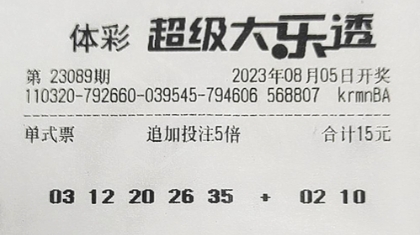 体彩 超级大乐透
第 23089期 2023年08月05日开奖
110320-792660-039545-794606 568807 krmnBA
单式票 追加投注5倍 合计15元
03 12 20 26 35 + 02 10